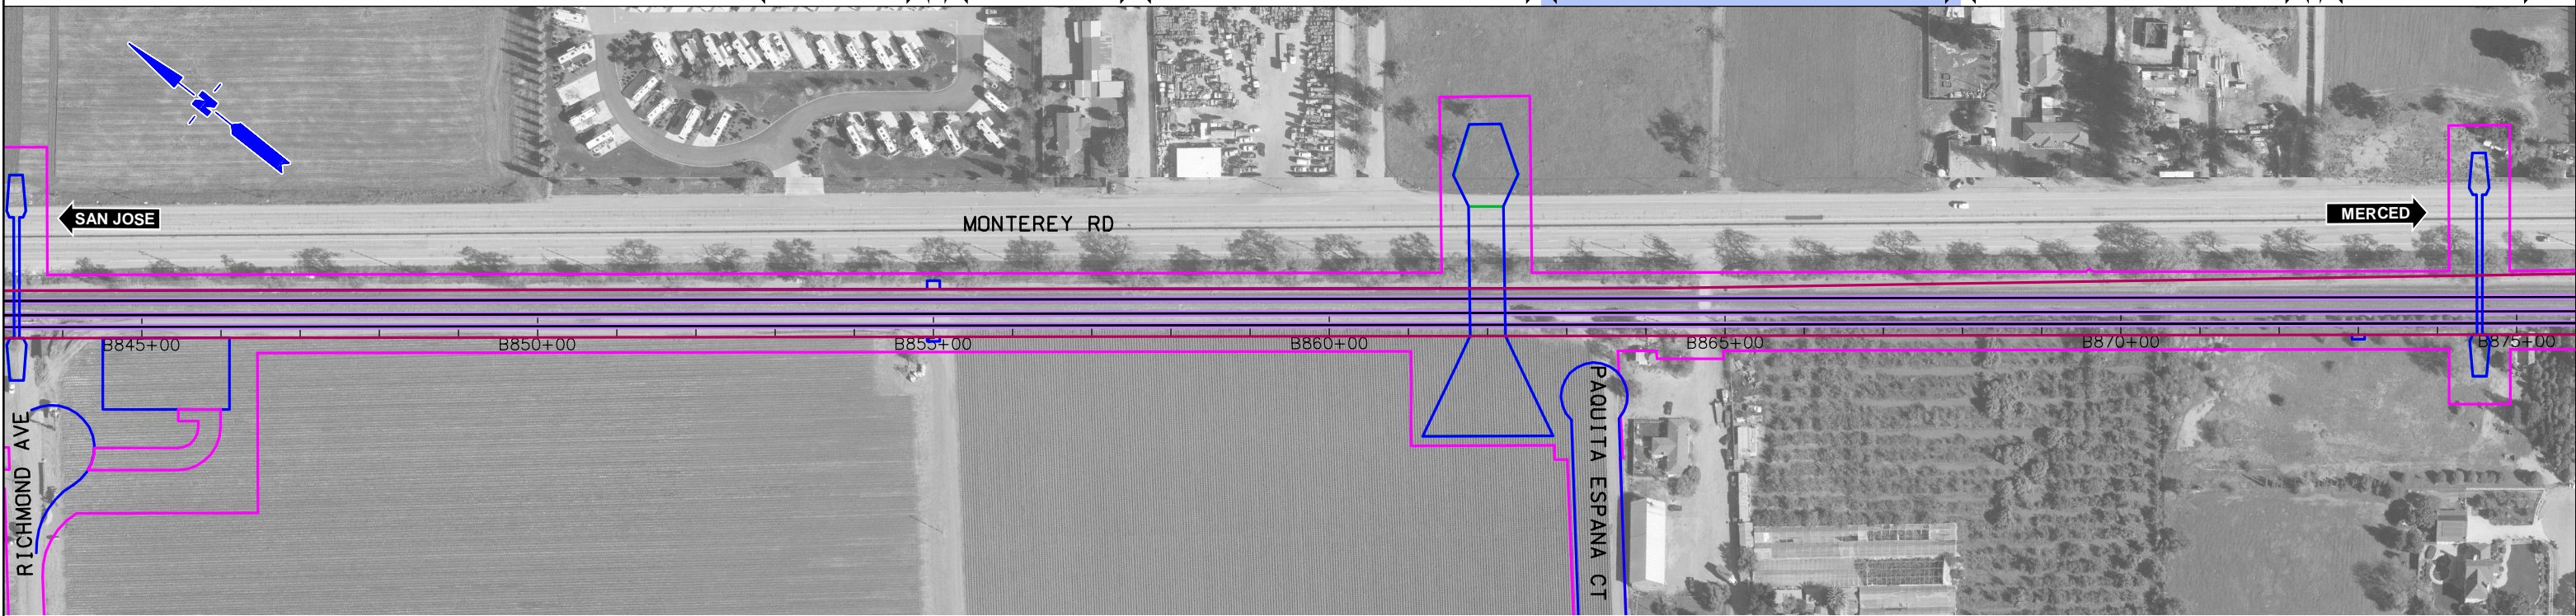 N
SAN JOSE
MONTEREY RD
MERCED
B845+00
B850+00
B855+00
B860+00
B865+00
B870+00
B875+00
RICHMOND AVE
PAQUITA ESPANA CT